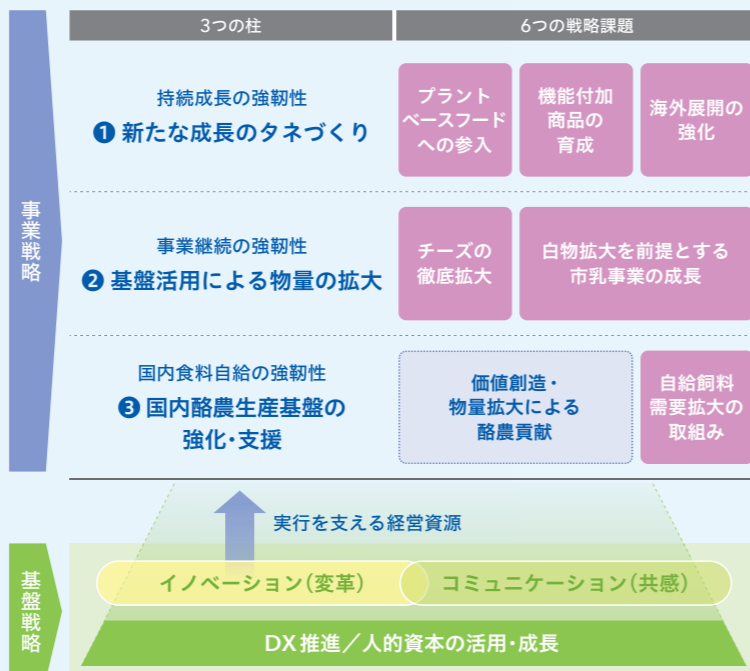 3つの柱
6つの戦略課題
事業戦略
持続成長の強靭性
❶ 新たな成長のタネづくり
プラント
ベースフード
への参入
機能付加
商品の
育成
海外展開の
強化
事業継続の強靭性
❷ 基盤活用による物量の拡大
チーズの
徹底拡大
白物拡大を前提とする
市乳事業の成長
国内食料自給の強靭性
❸ 国内酪農生産基盤の
強化・支援
価値創造・
物量拡大による
酪農貢献
自給飼料
需要拡大の
取組み
実行を支える経営資源
基盤戦略
イノベーション(変革)
コミュニケーション(共感)
DX推進／人的資本の活用・成長